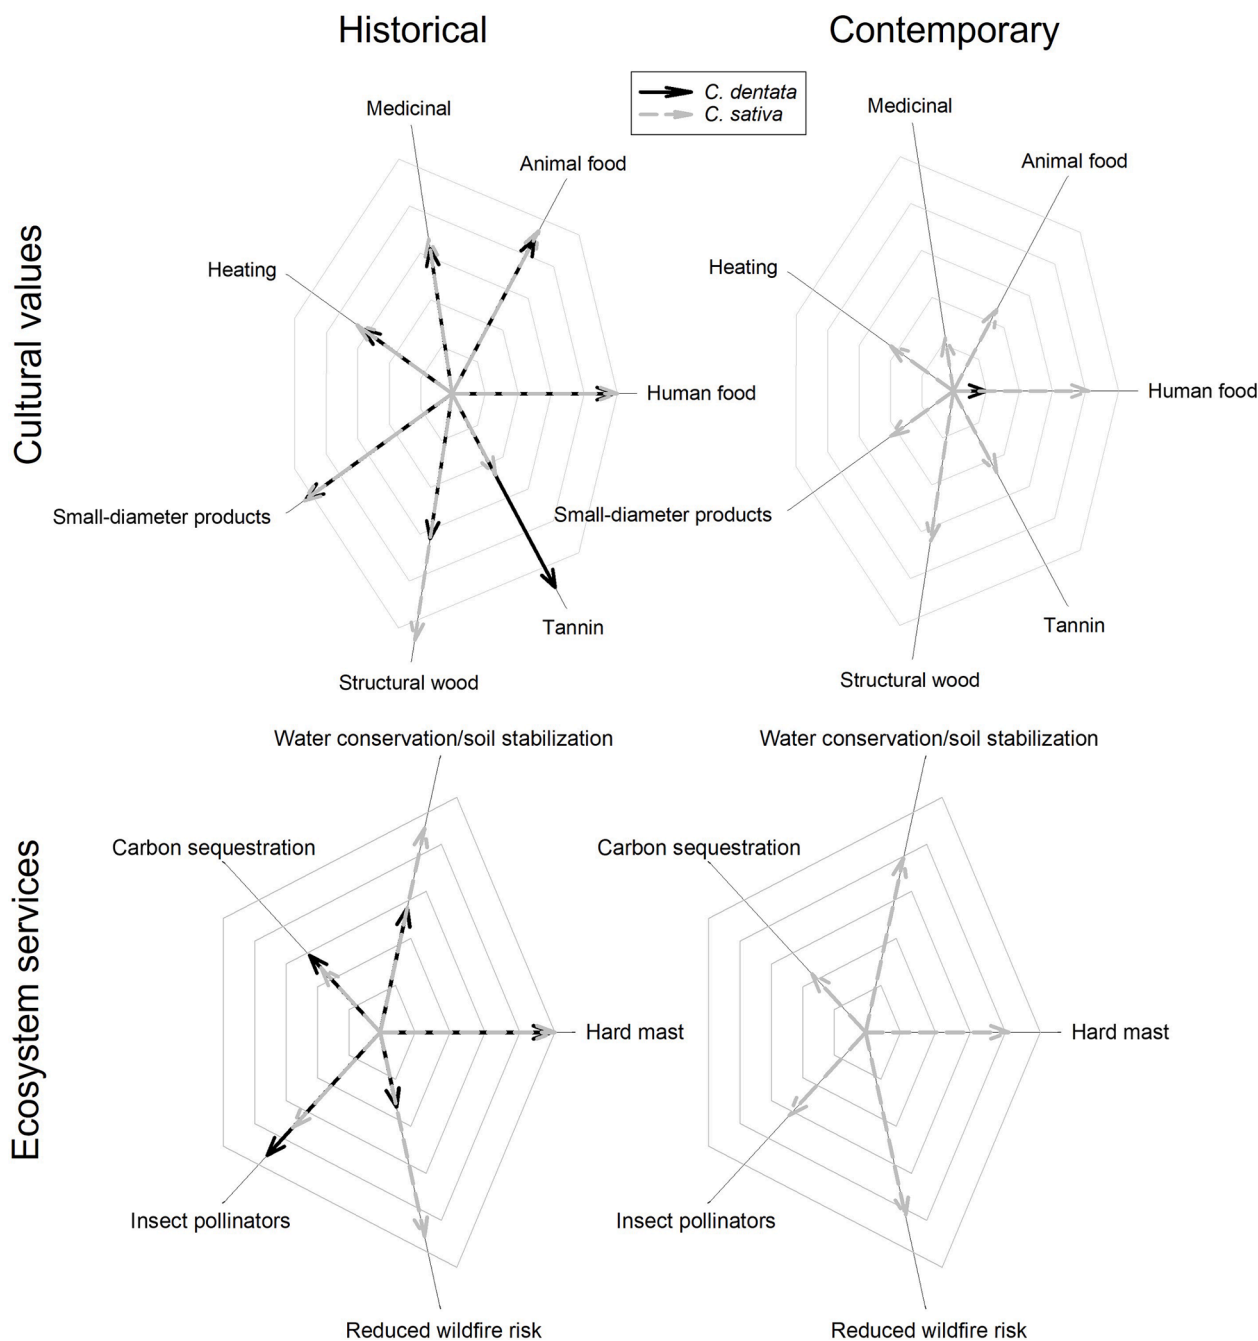 Historical
Contemporary
C. dentata
C. sativa
Cultural values
Medicinal
Animal food
Heating
Human food
Small-diameter products
Tannin
Structural wood
Medicinal
Animal food
Heating
Human food
Small-diameter products
Tannin
Structural wood
Ecosystem services
Water conservation/soil stabilization
Carbon sequestration
Hard mast
Insect pollinators
Reduced wildfire risk
Water conservation/soil stabilization
Carbon sequestration
Hard mast
Insect pollinators
Reduced wildfire risk